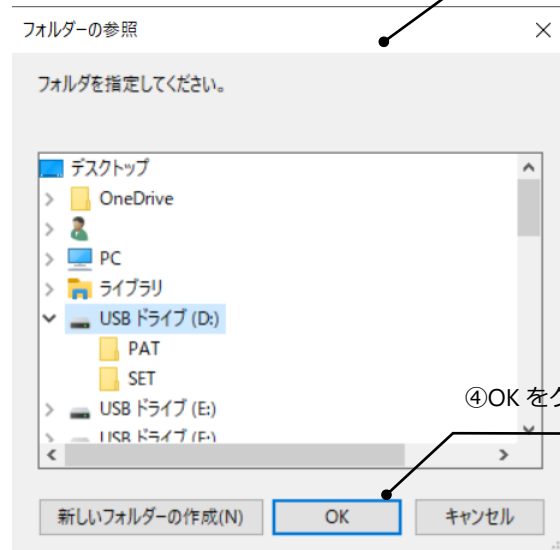 フォルダーの参照
フォルダを指定してください。
デスクトップ
OneDrive
PC
ライブラリ
USB ドライブ (D:)
PAT
SET
USB ドライブ (E:)
④OK をク
新しいフォルダーの作成(N)
OK
キャンセル